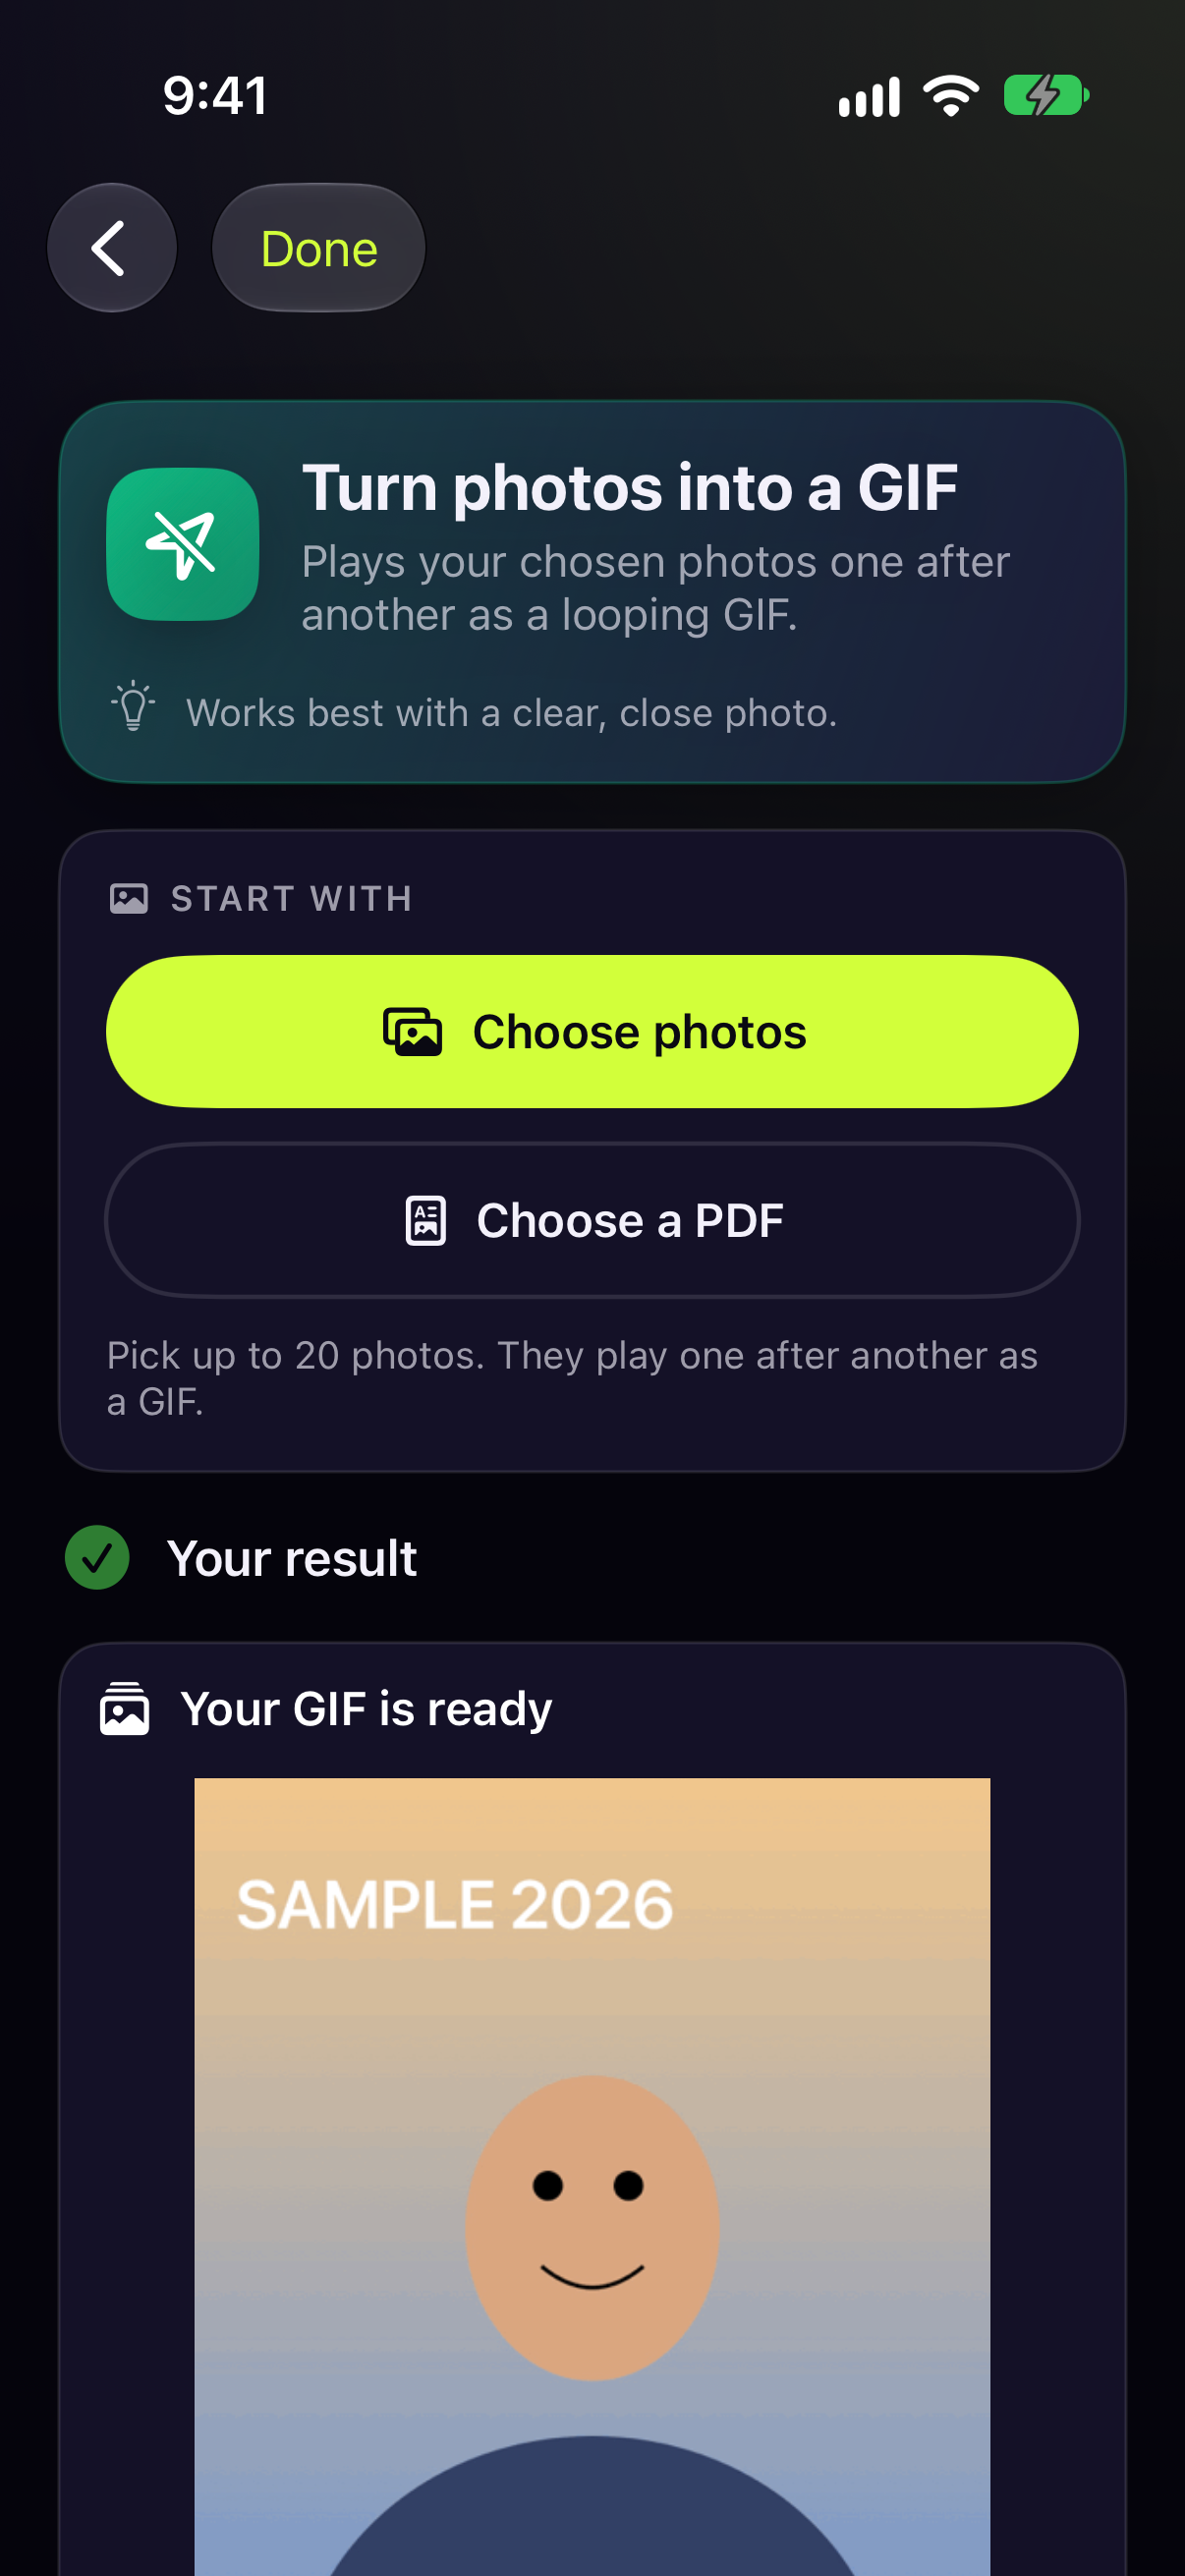 9:41
Done
Turn photos into a GIF
Plays your chosen photos one after
another as a looping GIF.
Works best with a clear, close photo.
START WITH
Choose photos
Choose a PDF
Pick up to 20 photos. They play one after another as
a GIF.
Your result
Your GIF is ready
SAMPLE 2026